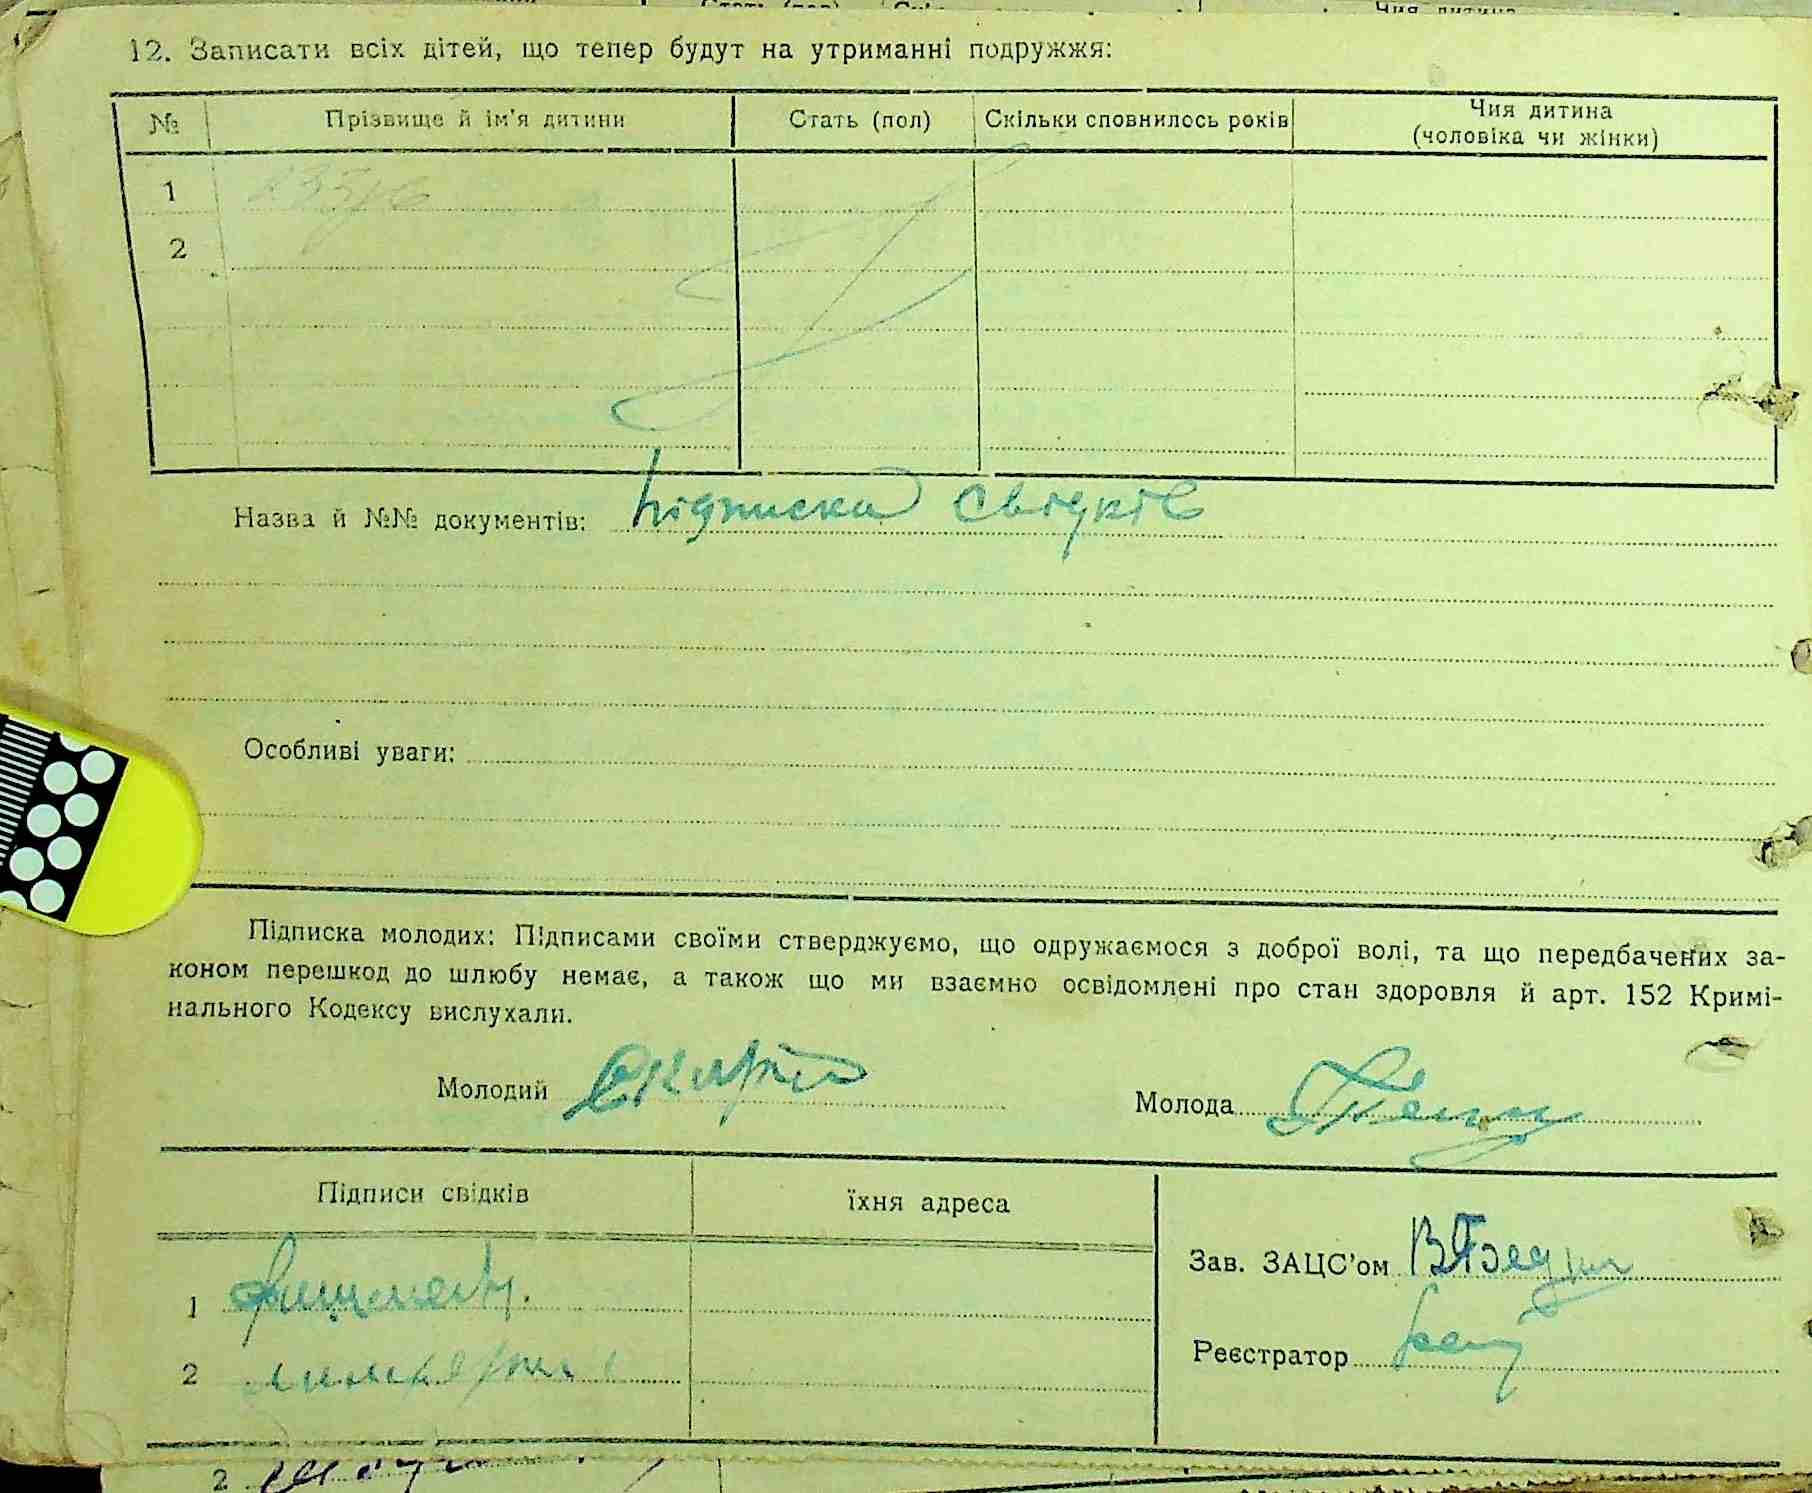 12. Записати всіх дітей, що тепер будут на утриманні подружжя:
№ Прізвище й ім'я дитини Стать (пол) Скільки сповнилось років Чия дитина
(чоловіка чи жінки)
1
2
Назва й №№ документів: Підписка свідків
Особливі уваги:
Підписка молодих: Підписами своїми стверджуємо, що одружаємося з доброї волі, та що передбачених за-
коном перешкод до шлюбу немає, а також що ми взаємно освідомлені про стан здоровля й арт. 152 Кримі-
нального Кодексу вислухали.
Молодий Молода
Підписи свідків їхня адреса
Зав. ЗАЦС'ом
1
Реєстратор
2
2